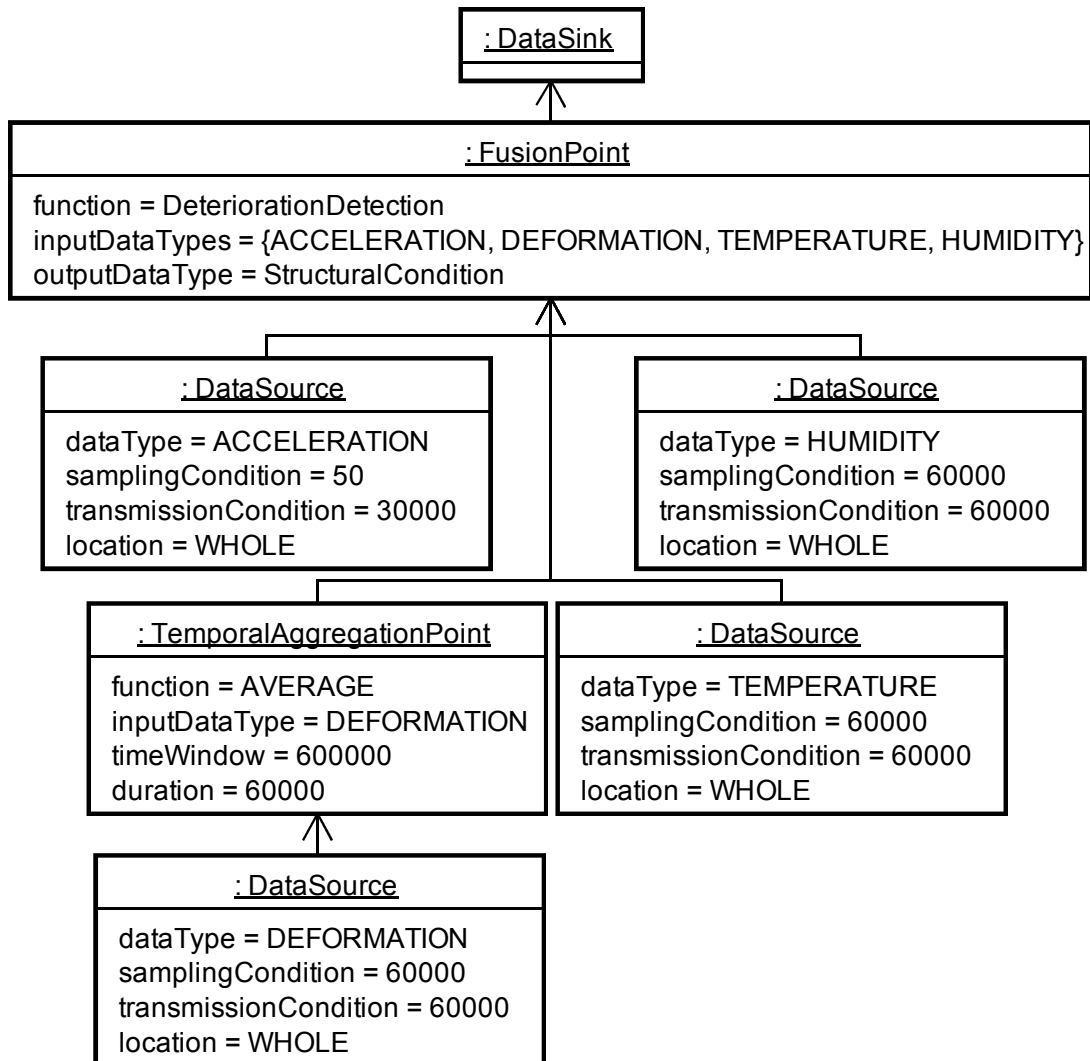 : DataSink
: FusionPoint
function = DeteriorationDetection
inputDataTypes = {ACCELERATION, DEFORMATION, TEMPERATURE, HUMIDITY}
outputDataType = StructuralCondition
: DataSource
dataType = ACCELERATION
samplingCondition = 50
transmissionCondition = 30000
location = WHOLE
: DataSource
dataType = HUMIDITY
samplingCondition = 60000
transmissionCondition = 60000
location = WHOLE
: TemporalAggregationPoint
function = AVERAGE
inputDataType = DEFORMATION
timeWindow = 600000
duration = 60000
: DataSource
dataType = TEMPERATURE
samplingCondition = 60000
transmissionCondition = 60000
location = WHOLE
: DataSource
dataType = DEFORMATION
samplingCondition = 60000
transmissionCondition = 60000
location = WHOLE